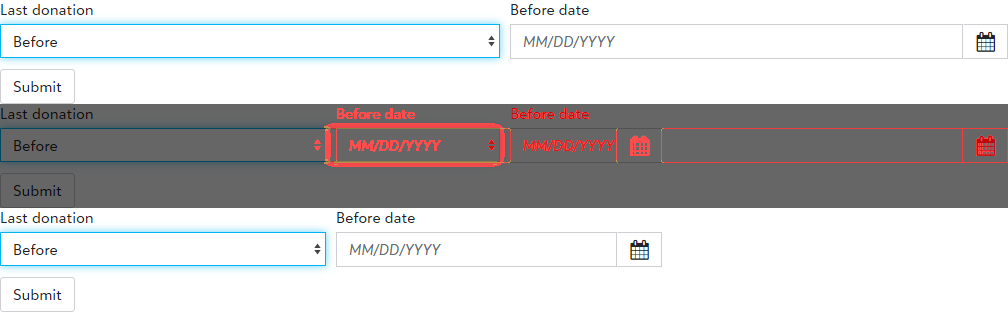 Last donation Before date
Before MM/DD/YYYY
Submit
Last donation Before date Before date
Before MM/DD/YYYY MM/DD/YYYY
Submit
Last donation Before date
Before MM/DD/YYYY
Submit